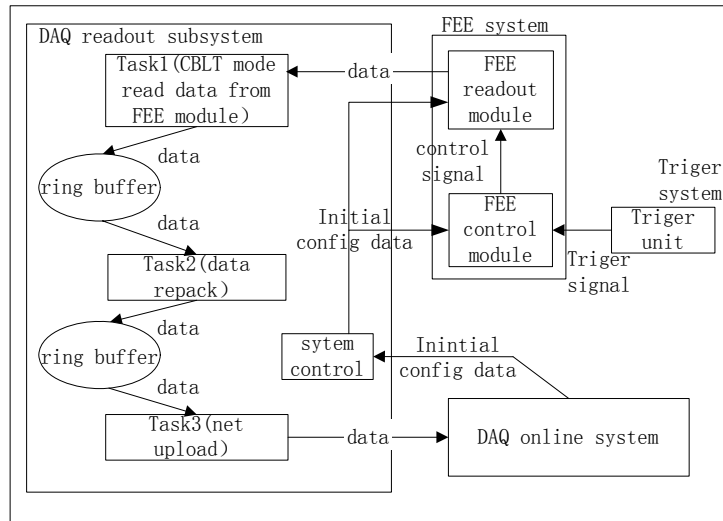 DAQ readout subsystem
FEE system
Task1(CBLT mode
read data from
FEE module)
data
FEE
readout
module
data
control
signal
ring buffer
Triger
system
data
Initial
config data
FEE
control
module
Triger
unit
Task2(data
repack)
Triger
signal
data
ring buffer
sytem
control
Inintial
config data
data
Task3(net
upload)
data
DAQ online system